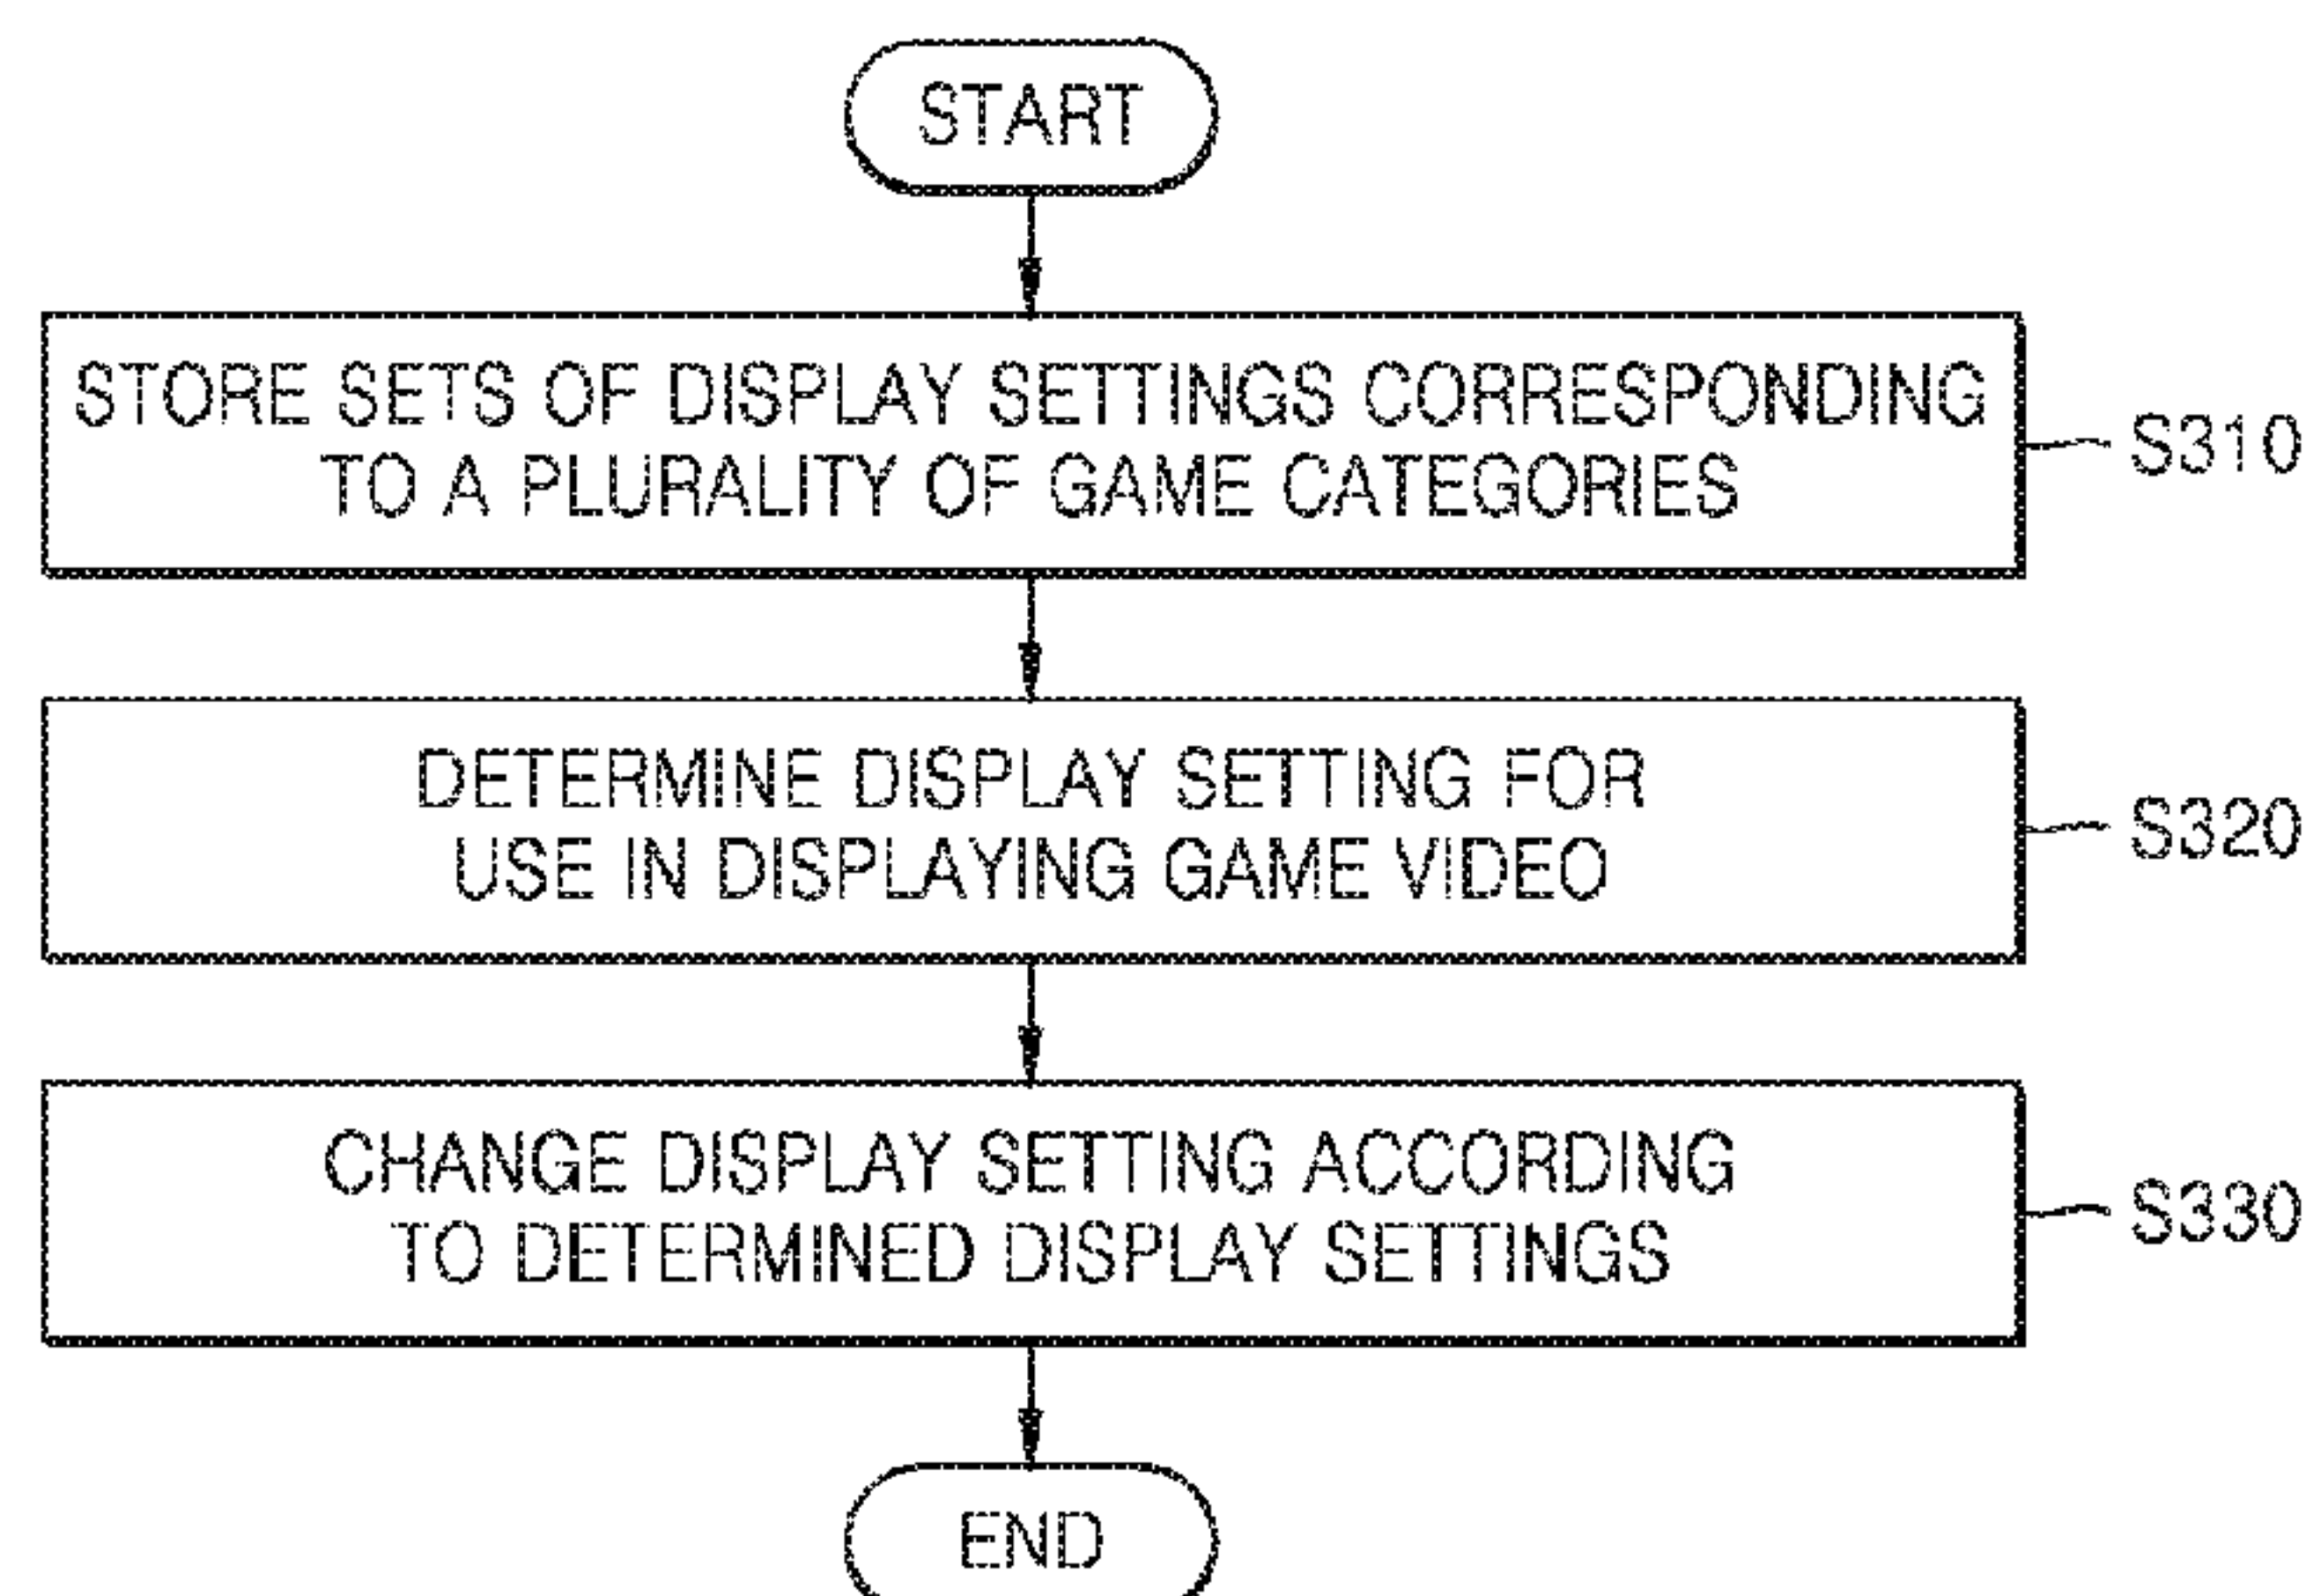 START
STORE SETS OF DISPLAY SETTINGS CORRESPONDING
TO A PLURALITY OF GAME CATEGORIES
S310
DETERMINE DISPLAY SETTING FOR
USE IN DISPLAYING GAME VIDEO
S320
CHANGE DISPLAY SETTING ACCORDING
TO DETERMINED DISPLAY SETTINGS
S330
END